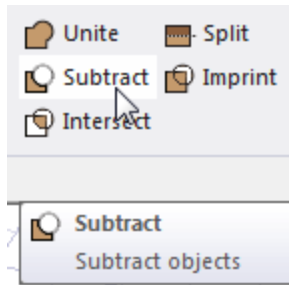 Unite Split
Subtract Imprint
Intersect
Subtract
Subtract objects